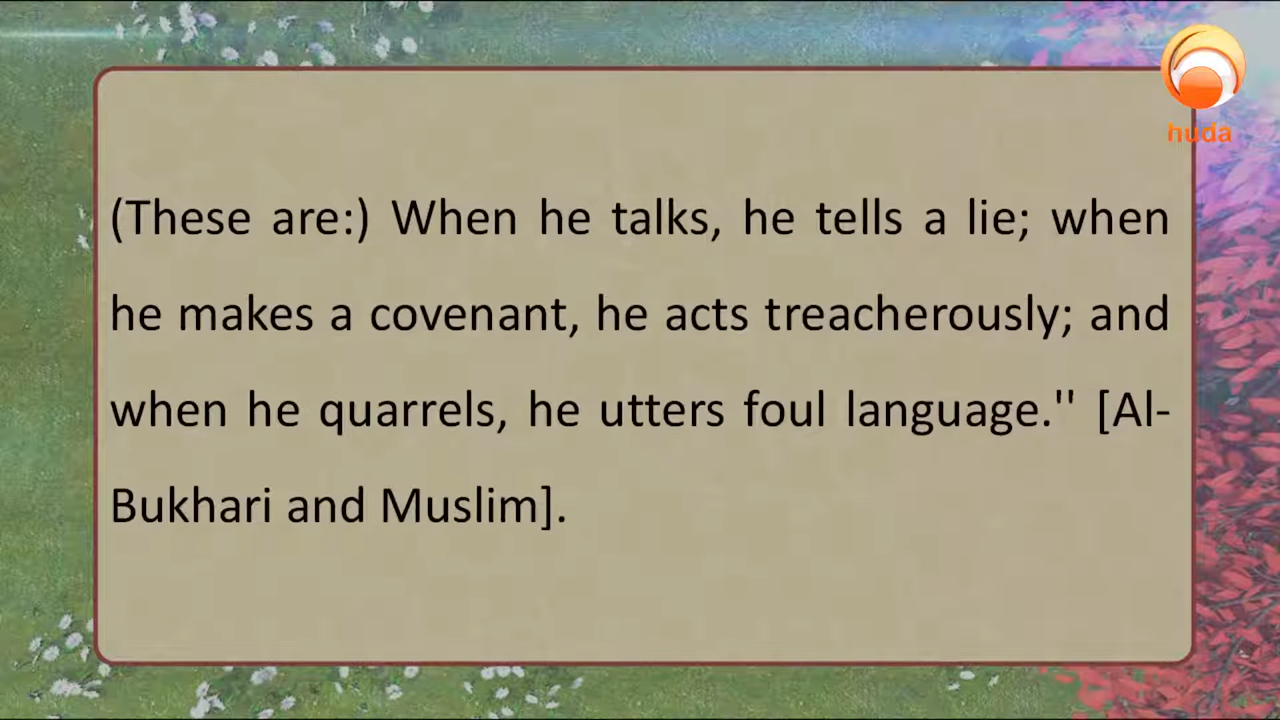 huda
(These are:) When he talks, he tells a lie; when
he makes a covenant, he acts treacherously; and
when he quarrels, he utters foul language.'' [Al-
Bukhari and Muslim].